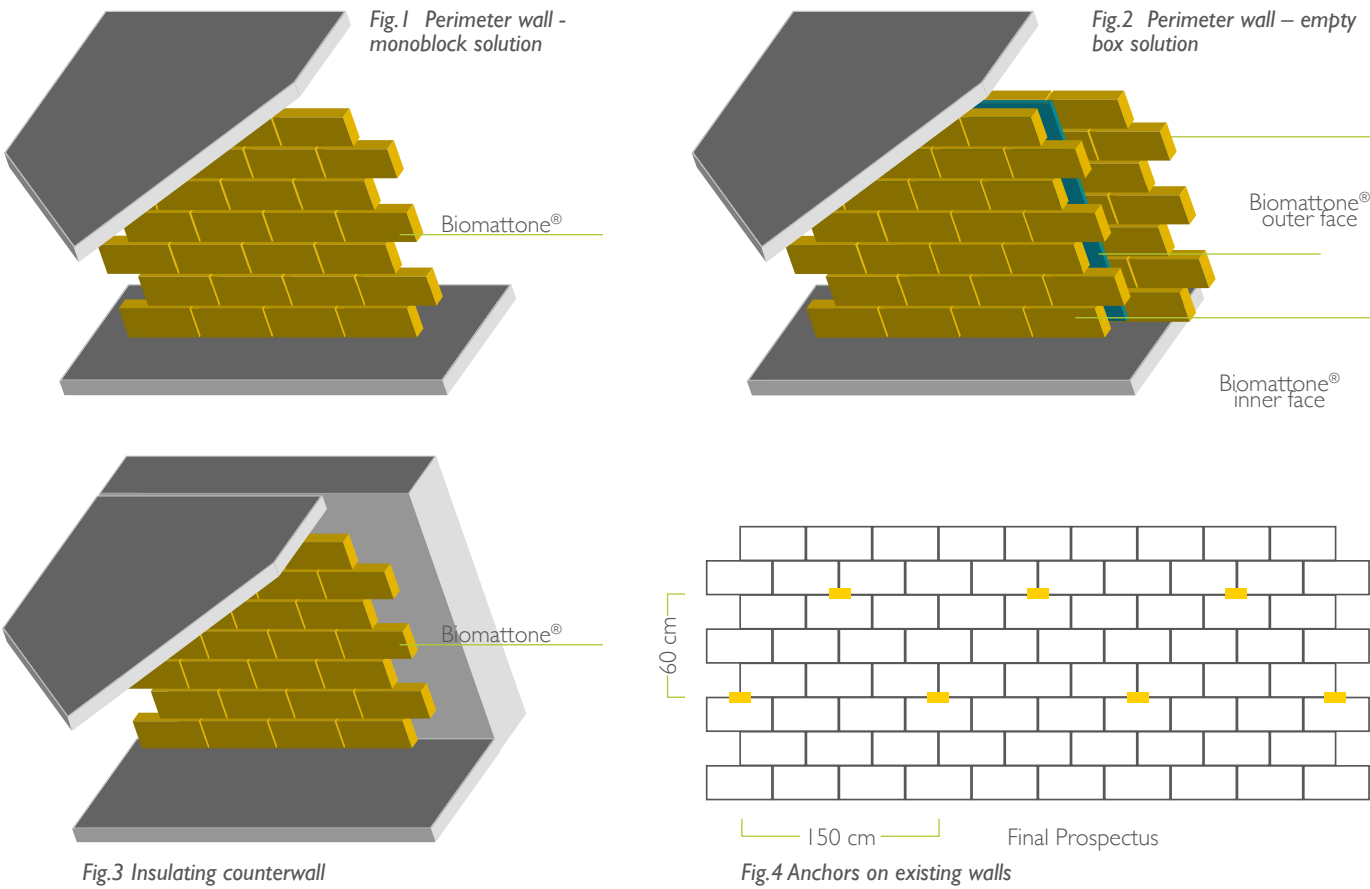 Fig.1 Perimeter wall -
monoblock solution
Biomattone®
Fig.2 Perimeter wall – empty
box solution
Biomattone®
outer face
Biomattone®
inner face
Biomattone®
Fig.3 Insulating counterwall
60 cm
150 cm
Final Prospectus
Fig.4 Anchors on existing walls